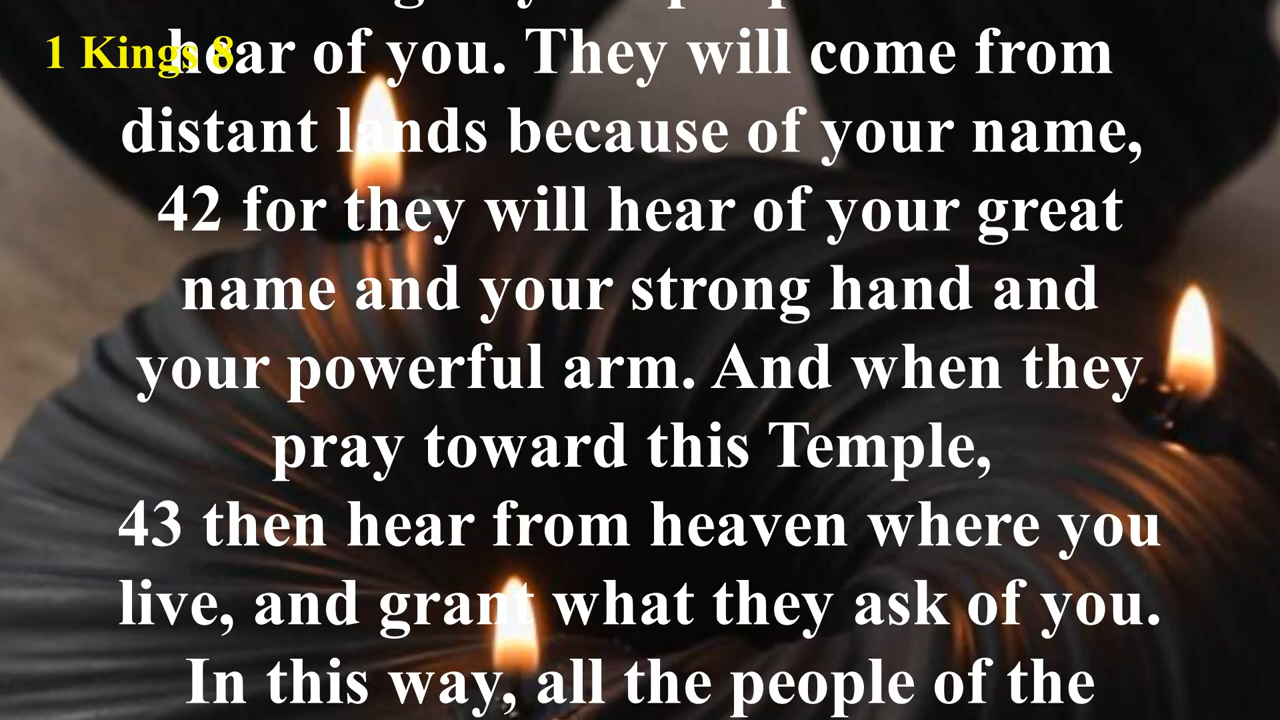 1 Kings 8
hear of you. They will come from
distant lands because of your name,
42 for they will hear of your great
name and your strong hand and
your powerful arm. And when they
pray toward this Temple,
43 then hear from heaven where you
live, and grant what they ask of you.
In this way, all the people of the